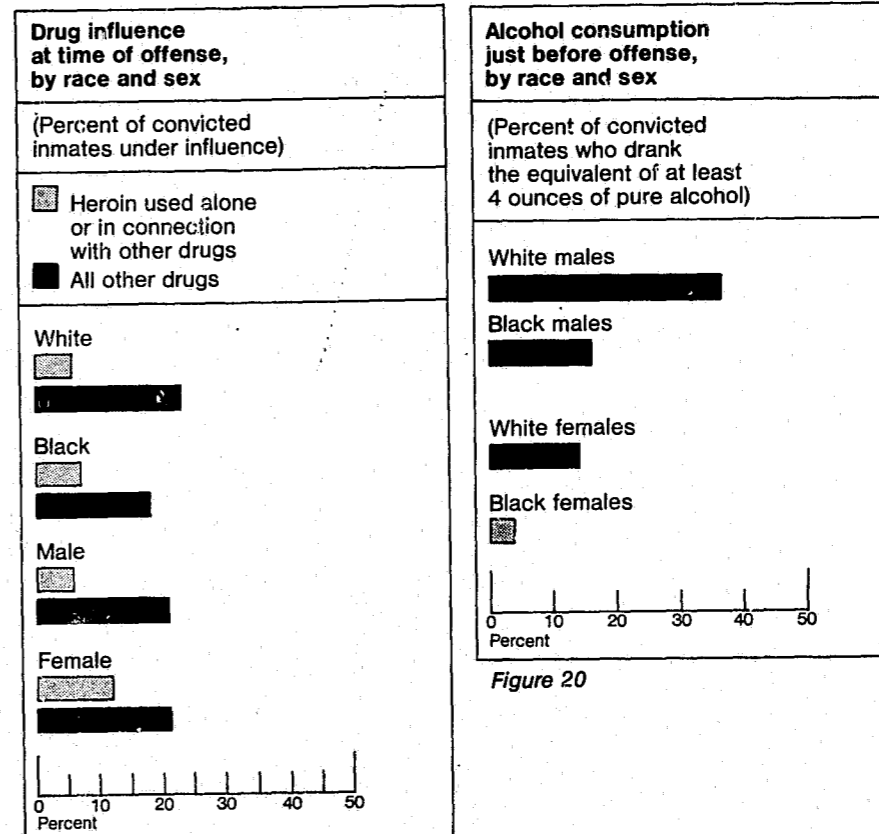 Drug influence
at time of offense,
by race and sex
(Percent of convicted
inmates under influence)
Heroin used alone
or in connection
with other drugs
All other drugs
White
Black
Male
Female
0 10 20 30 40 50
Percent
Alcohol consumption
just before offense,
by race and sex
(Percent of convicted
inmates who drank
the equivalent of at least
4 ounces of pure alcohol)
White males
Black males
White females
Black females
0 10 20 30 40 50
Percent
Figure 20